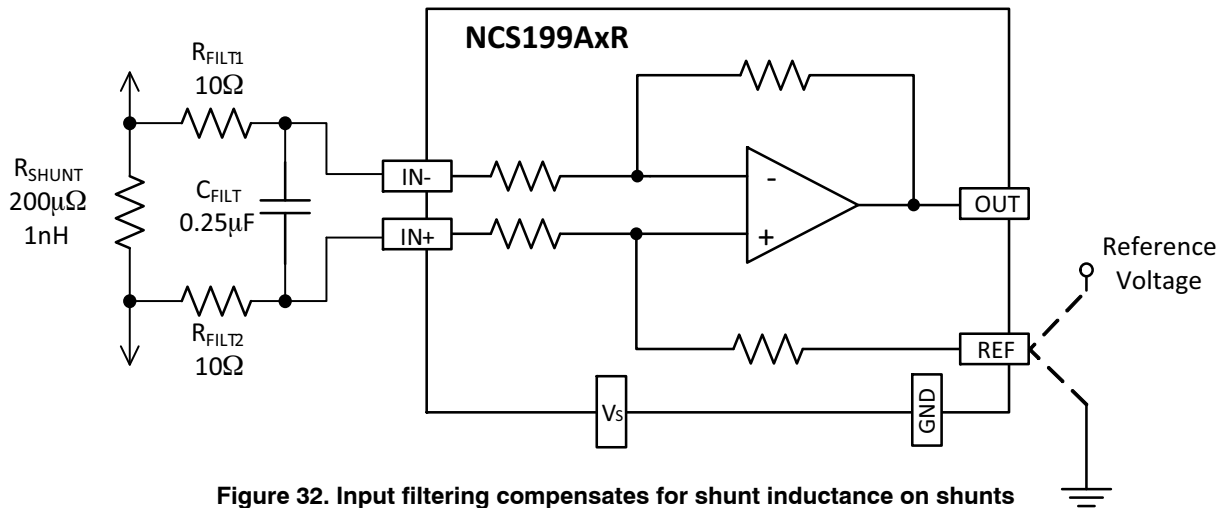 NCS199AxR
RFILT1
10Ω
RSHUNT
200μΩ
1nH
CFILT
0.25μF
RFILT2
10Ω
IN-
IN+
-
+
OUT
REF
Reference
Voltage
VS
GND
Figure 32. Input filtering compensates for shunt inductance on shunts